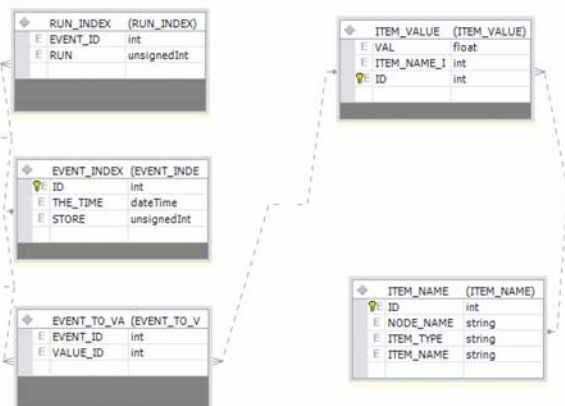 RUN_INDEX (RUN_INDEX)
E EVENT_ID int
E RUN unsignedInt
EVENT_INDEX (EVENT_INDE
E ID int
E THE_TIME dateTime
E STORE unsignedInt
EVENT_TO_VA (EVENT_TO_V
E EVENT_ID int
E VALUE_ID int
ITEM_VALUE (ITEM_VALUE)
E VAL float
E ITEM_NAME_I int
E ID int
ITEM_NAME (ITEM_NAME)
E ID int
E NODE_NAME string
E ITEM_TYPE string
E ITEM_NAME string